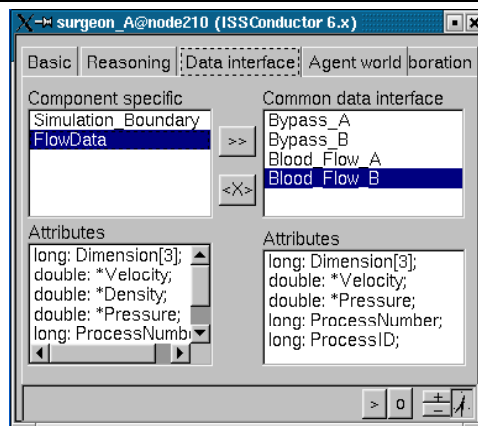 surgeon_A@node210 (ISSConductor 6.x)
Basic Reasoning Data interface Agent world boration
Component specific
Simulation_Boundary
FlowData
>>
<X>
Common data interface
Bypass_A
Bypass_B
Blood_Flow_A
Blood_Flow_B
Attributes
long: Dimension[3];
double: *Velocity;
double: *Density;
double: *Pressure;
long: ProcessNumb
Attributes
long: Dimension[3];
double: *Velocity;
double: *Pressure;
long: ProcessNumber;
long: ProcessID;
> 0 + -